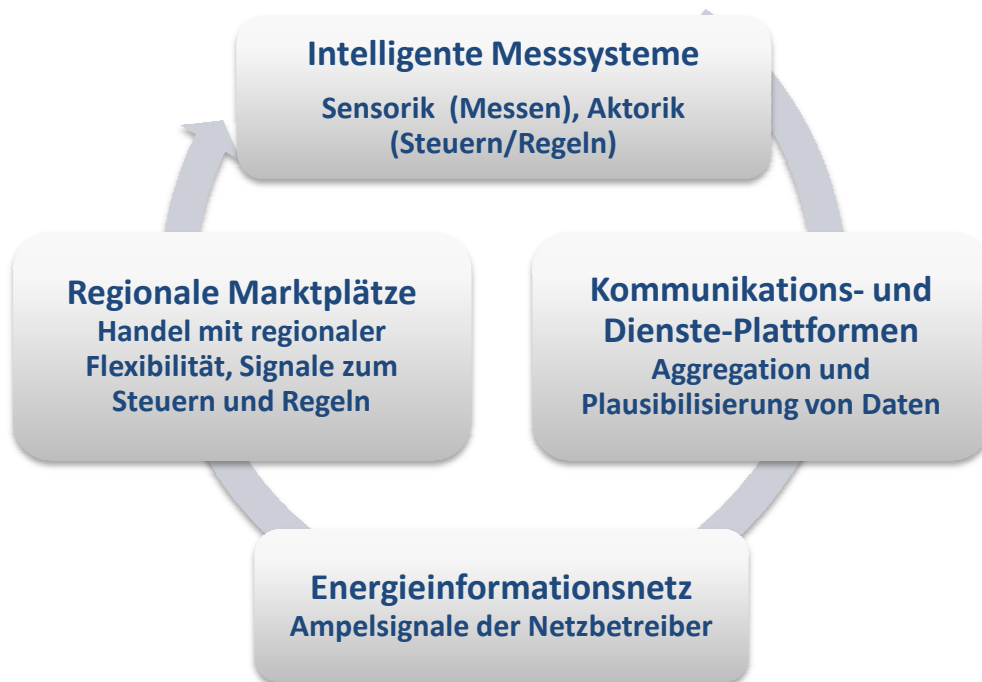 Intelligente Messsysteme
Sensorik (Messen), Aktorik
(Steuern/Regeln)
Regionale Marktplätze
Handel mit regionaler
Flexibilität, Signale zum
Steuern und Regeln
Kommunikations- und
Dienste-Plattformen
Aggregation und
Plausibilisierung von Daten
Energieinformationsnetz
Ampelsignale der Netzbetreiber